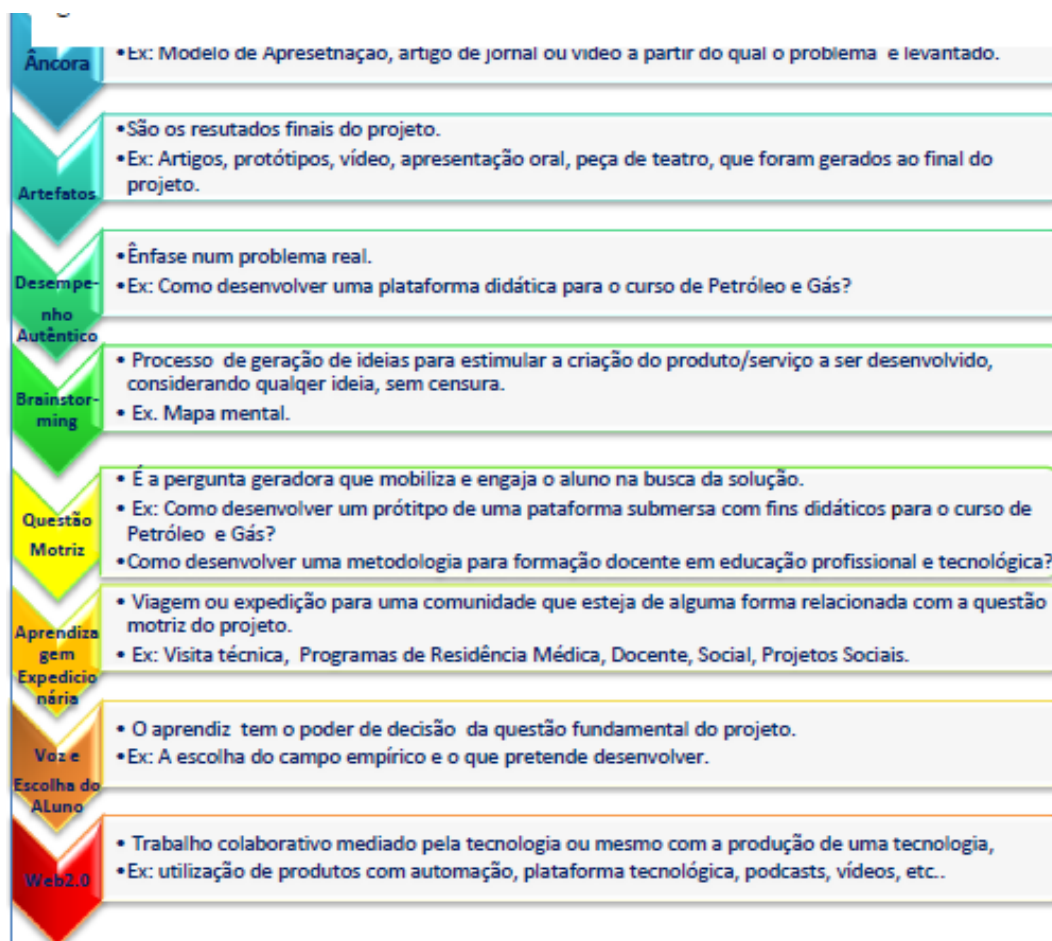 Âncora
•Ex: Modelo de Apresetnação, artigo de jornal ou vídeo a partir do qual o problema é levantado.
Artefatos
•São os resutados finais do projeto.
•Ex: Artigos, protótipos, vídeo, apresentação oral, peça de teatro, que foram gerados ao final do
projeto.
Desempe-
nho
Autêntico
•Ênfase num problema real.
•Ex: Como desenvolver uma plataforma didática para o curso de Petróleo e Gás?
Brainstor-
ming
• Processo de geração de ideias para estimular a criação do produto/serviço a ser desenvolvido,
considerando qualqer ideia, sem censura.
• Ex. Mapa mental.
Questão
Motriz
• É a pergunta geradora que mobiliza e engaja o aluno na busca da solução.
• Ex: Como desenvolver um prótitpo de uma pataforma submersa com fins didáticos para o curso de
Petróleo e Gás?
•Como desenvolver uma metodologia para formação docente em educação profissional e tecnológica?
Aprendiza
gem
Expedicio
nária
• Viagem ou expedição para uma comunidade que esteja de alguma forma relacionada com a questão
motriz do projeto.
• Ex: Visita técnica, Programas de Residência Médica, Docente, Social, Projetos Sociais.
Voz e
Escolha do
ALuno
• O aprendiz tem o poder de decisão da questão fundamental do projeto.
•Ex: A escolha do campo empírico e o que pretende desenvolver.
Web2.0
• Trabalho colaborativo mediado pela tecnologia ou mesmo com a produção de uma tecnologia,
•Ex: utilização de produtos com automação, plataforma tecnológica, podcasts, vídeos, etc..